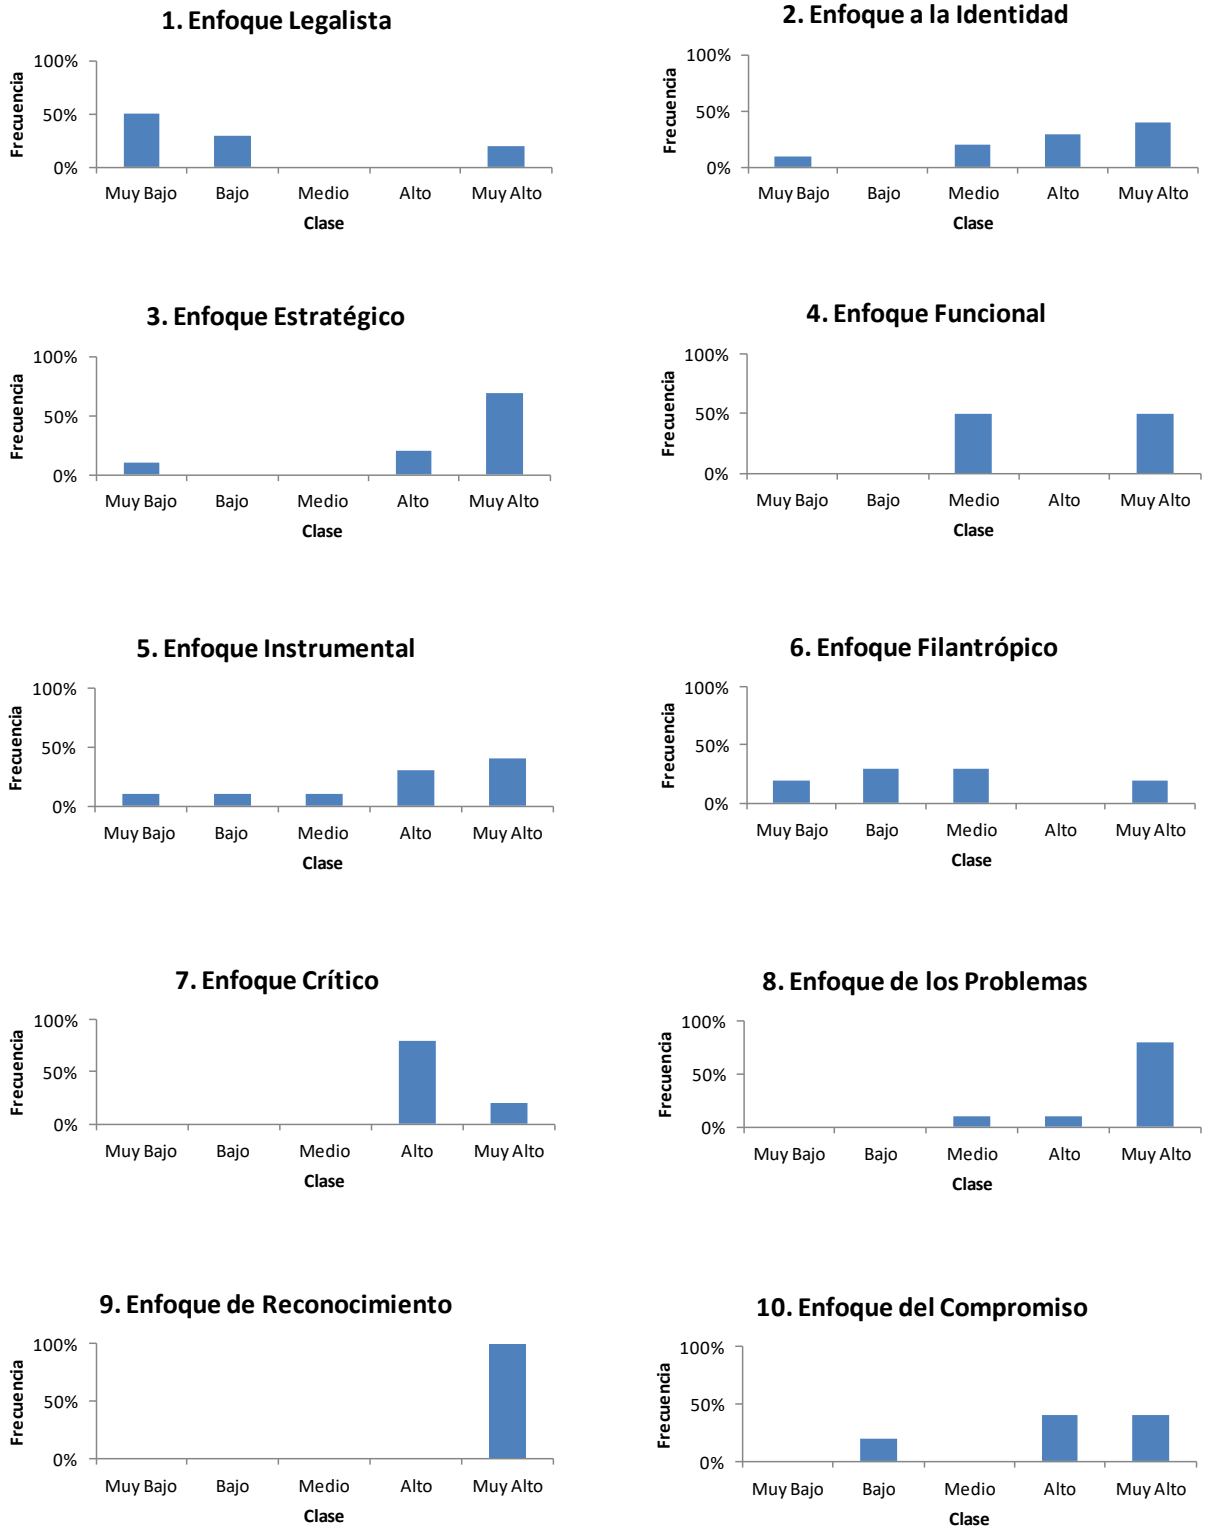 1. Enfoque Legalista
100%
50%
0%
Frecuencia
Muy Bajo Bajo Medio Alto Muy Alto
Clase
2. Enfoque a la Identidad
100%
50%
0%
Frecuencia
Muy Bajo Bajo Medio Alto Muy Alto
Clase
3. Enfoque Estratégico
100%
50%
0%
Frecuencia
Muy Bajo Bajo Medio Alto Muy Alto
Clase
4. Enfoque Funcional
100%
50%
0%
Frecuencia
Muy Bajo Bajo Medio Alto Muy Alto
Clase
5. Enfoque Instrumental
100%
50%
0%
Frecuencia
Muy Bajo Bajo Medio Alto Muy Alto
Clase
6. Enfoque Filantrópico
100%
50%
0%
Frecuencia
Muy Bajo Bajo Medio Alto Muy Alto
Clase
7. Enfoque Crítico
100%
50%
0%
Frecuencia
Muy Bajo Bajo Medio Alto Muy Alto
Clase
8. Enfoque de los Problemas
100%
50%
0%
Frecuencia
Muy Bajo Bajo Medio Alto Muy Alto
Clase
9. Enfoque de Reconocimiento
100%
50%
0%
Frecuencia
Muy Bajo Bajo Medio Alto Muy Alto
Clase
10. Enfoque del Compromiso
100%
50%
0%
Frecuencia
Muy Bajo Bajo Medio Alto Muy Alto
Clase